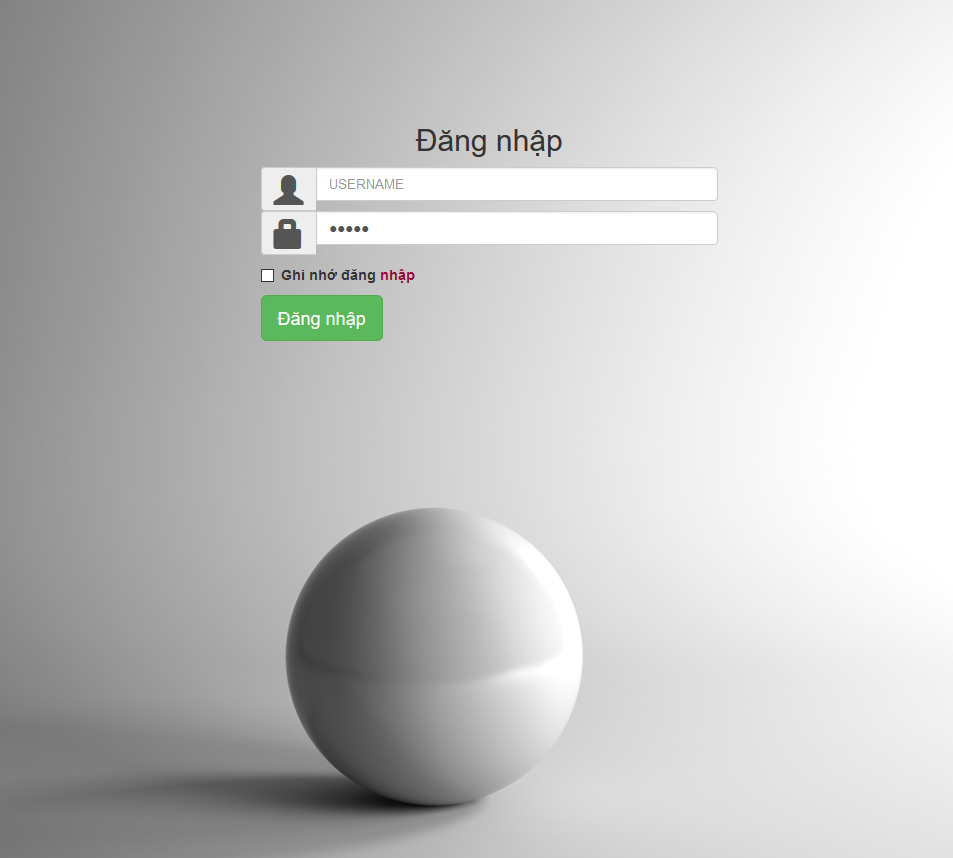 Đăng nhập
USERNAME
•••••
Ghi nhớ đăng nhập
Đăng nhập